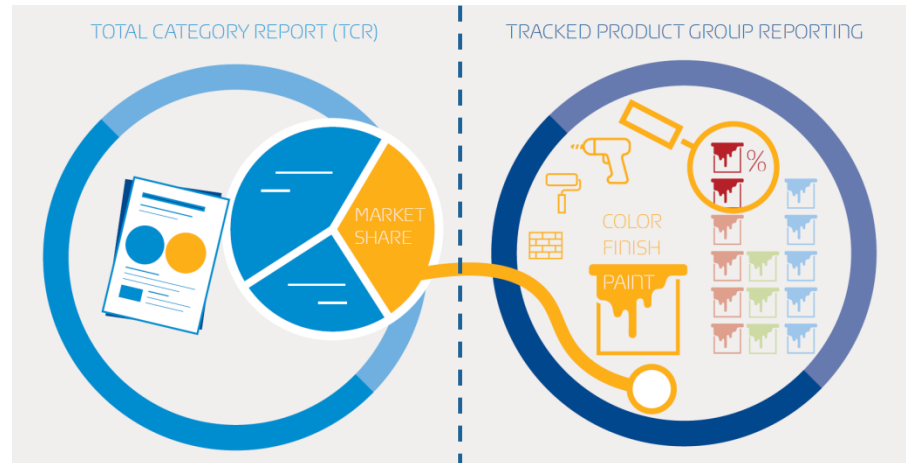 TOTAL CATEGORY REPORT (TCR)
MARKET
SHARE
TRACKED PRODUCT GROUP REPORTING
%
COLOR
FINISH
PAINT